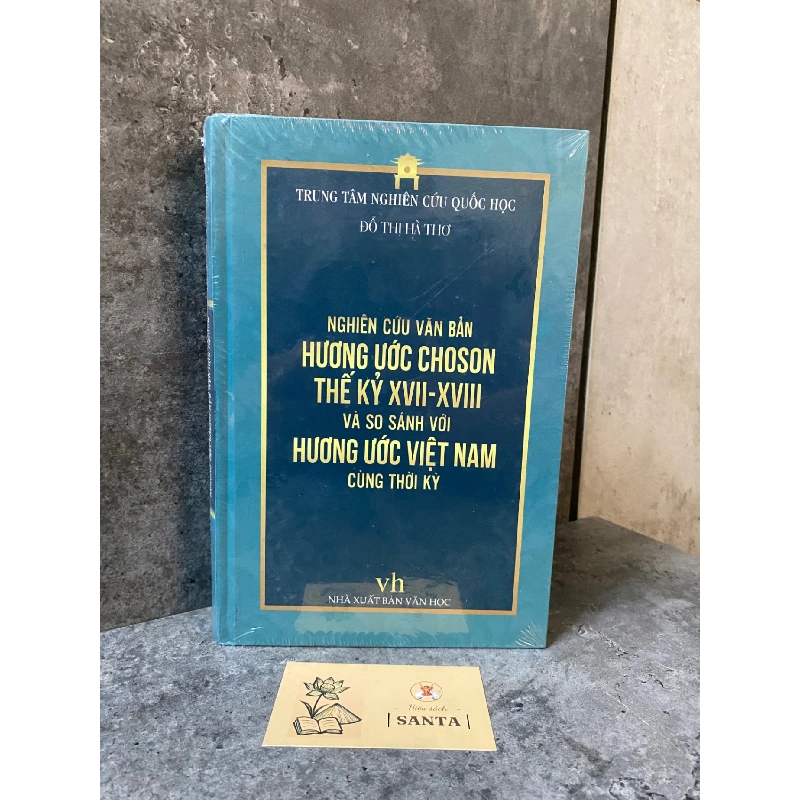 TRUNG TÂM NGHIÊN CỨU QUỐC HỌC
ĐỖ THỊ HÀ THƠ
NGHIÊN CỨU VĂN BẢN
HƯƠNG ƯỚC CHOSON
THẾ KỶ XVII-XVIII
VÀ SO SÁNH VỚI
HƯƠNG ƯỚC VIỆT NAM
CÙNG THỜI KỲ
vh
NHÀ XUẤT BẢN VĂN HỌC
Hiệu sách
SANTA